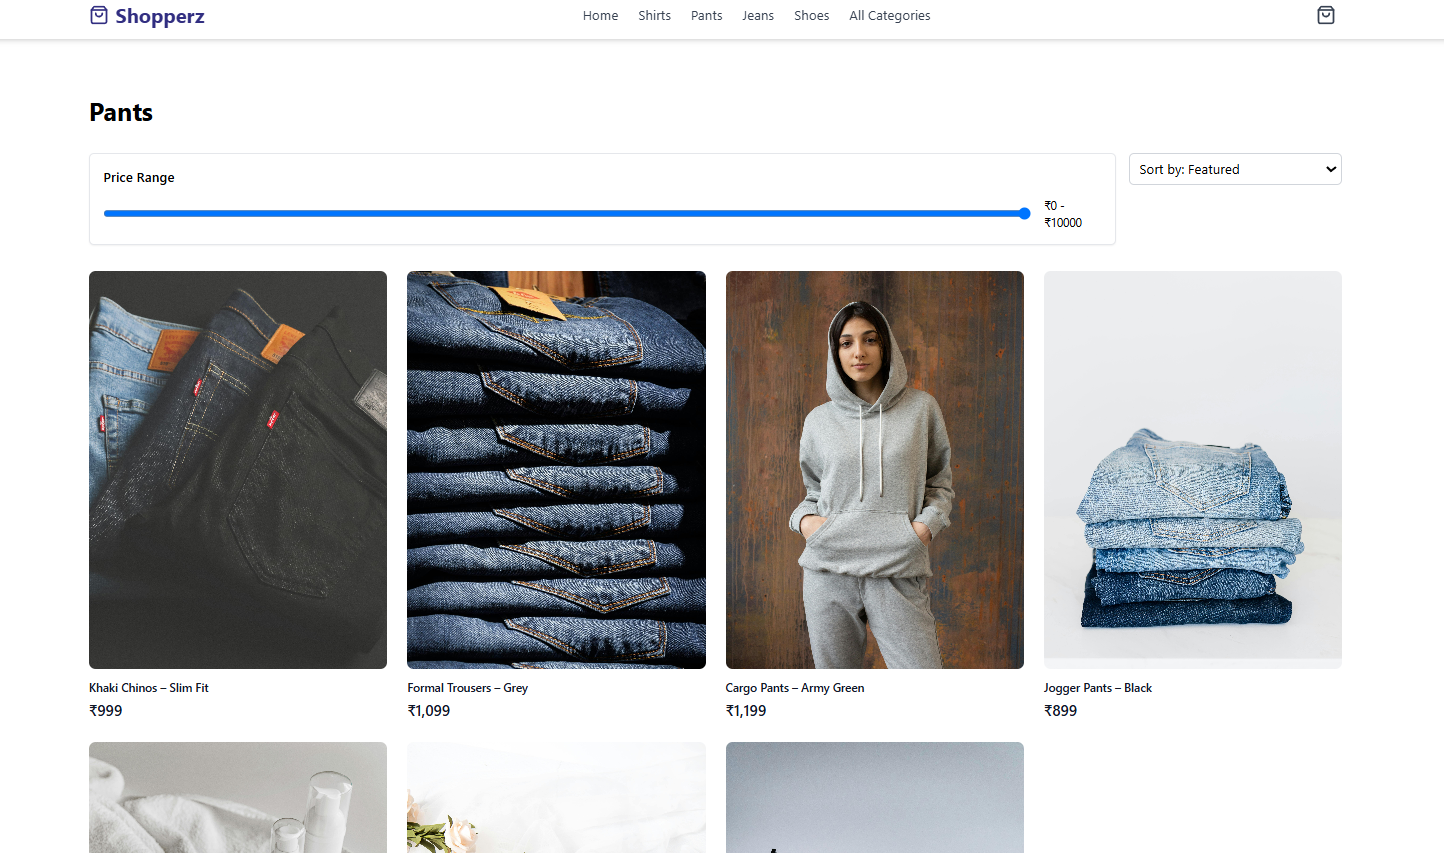 Shopperz
Home Shirts Pants Jeans Shoes All Categories
Pants
Price Range
₹0 -
₹10000
Sort by: Featured
Khaki Chinos – Slim Fit
₹999
Formal Trousers – Grey
₹1,099
Cargo Pants – Army Green
₹1,199
Jogger Pants – Black
₹899